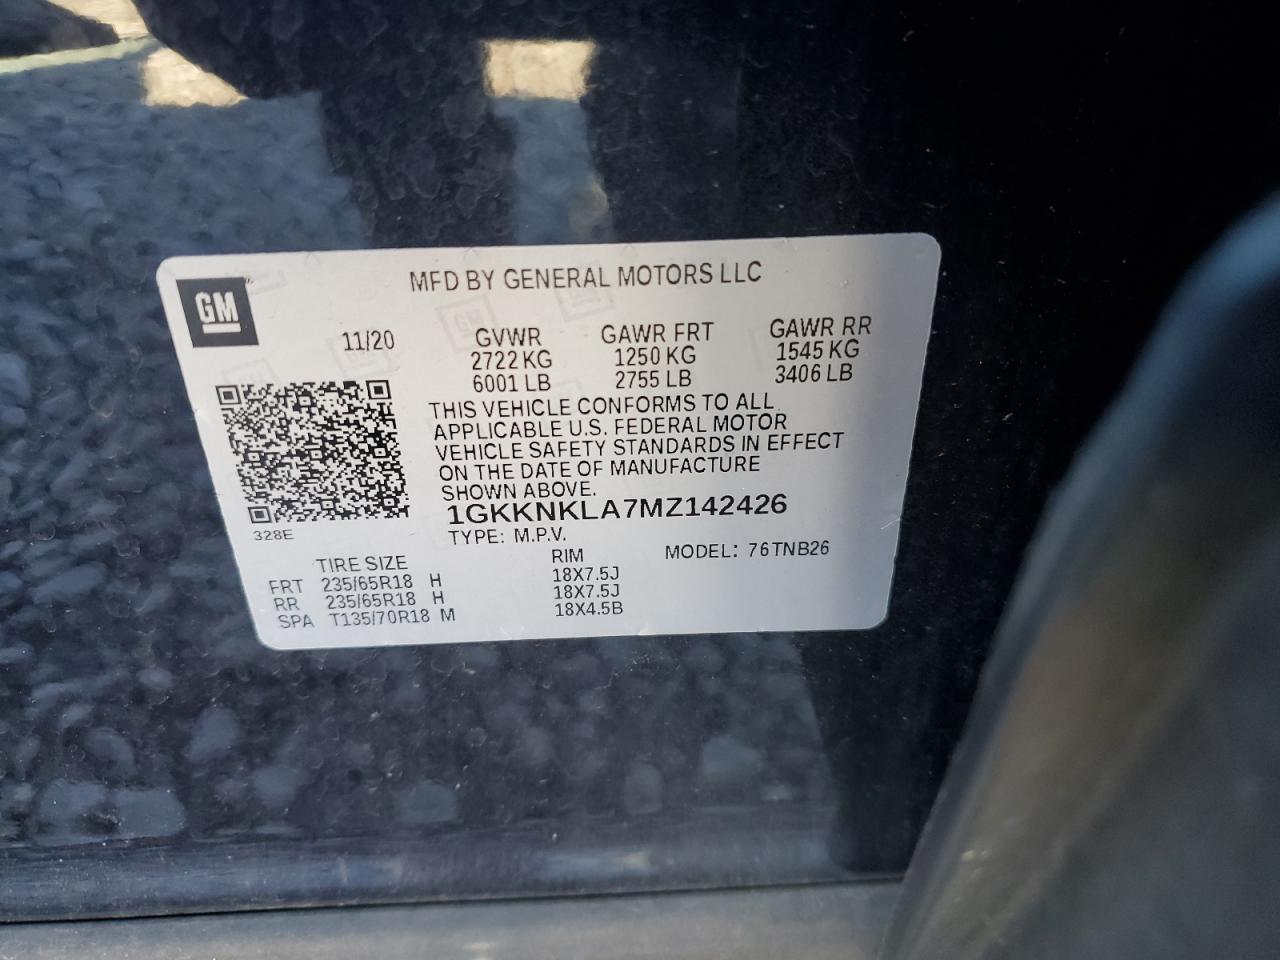 MFD BY GENERAL MOTORS LLC
GM
11/20 GVWR GAWR FRT GAWR RR
2722 KG 1250 KG 1545 KG
6001 LB 2755 LB 3406 LB
THIS VEHICLE CONFORMS TO ALL
APPLICABLE U.S. FEDERAL MOTOR
VEHICLE SAFETY STANDARDS IN EFFECT
ON THE DATE OF MANUFACTURE
SHOWN ABOVE.
1GKKNKLA7MZ142426
328E
TYPE: M.P.V.
TIRE SIZE RIM MODEL: 76TNB26
FRT 235/65R18 H 18X7.5J
RR 235/65R18 H 18X7.5J
SPA T135/70R18 M 18X4.5B